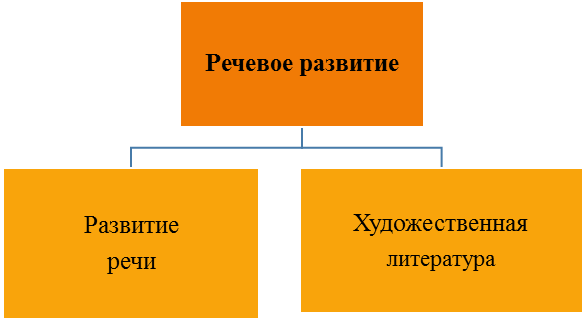 Речевое развитие
Развитие
речи
Художественная
литература